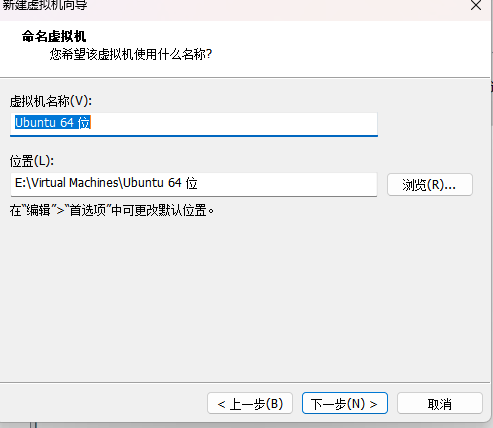 新建虚拟机向导
命名虚拟机
您希望该虚拟机使用什么名称?
虚拟机名称(V):
Ubuntu 64 位
位置(L):
E:\Virtual Machines\Ubuntu 64 位
浏览(R)...
在“编辑”>“首选项”中可更改默认位置。
< 上一步(B)
下一步(N) >
取消